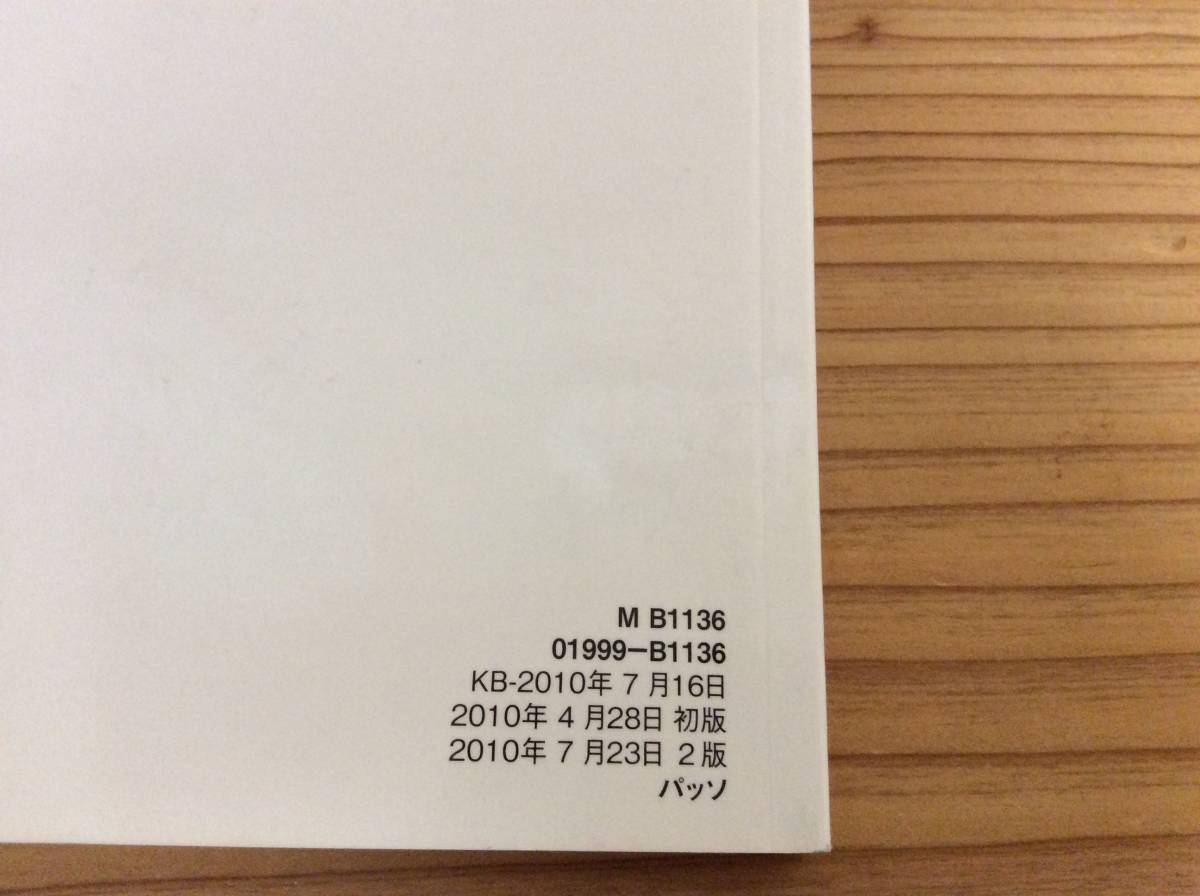 M B1136
01999-B1136
KB-2010年 7 月16日
2010年 4 月28日 初版
2010年 7 月23日 2 版
パッソ